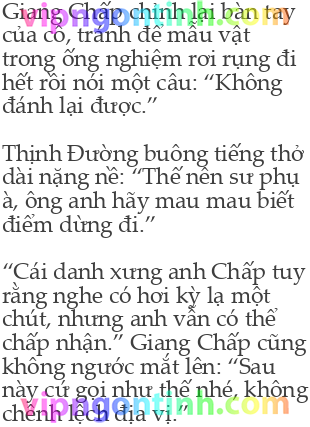 Giang Chấp chỉnh lại bàn tay
của cô, tránh để mẫu vật
trong ống nghiệm rơi rụng đi
hết rồi nói một câu: “Không
đánh lại được.”
Thịnh Đường buông tiếng thở
dài nặng nề: “Thế nên sư phụ
à, ông anh hãy mau mau biết
điểm dừng đi.”
“Cái danh xưng anh Chấp tuy
rằng nghe có hơi kỳ lạ một
chút, nhưng anh vẫn có thể
chấp nhận.” Giang Chấp cũng
không ngước mắt lên: “Sau
này cứ gọi như thế nhé, không
chênh lệch địa vị.”
vipngontinh.com
vipngontinh.com